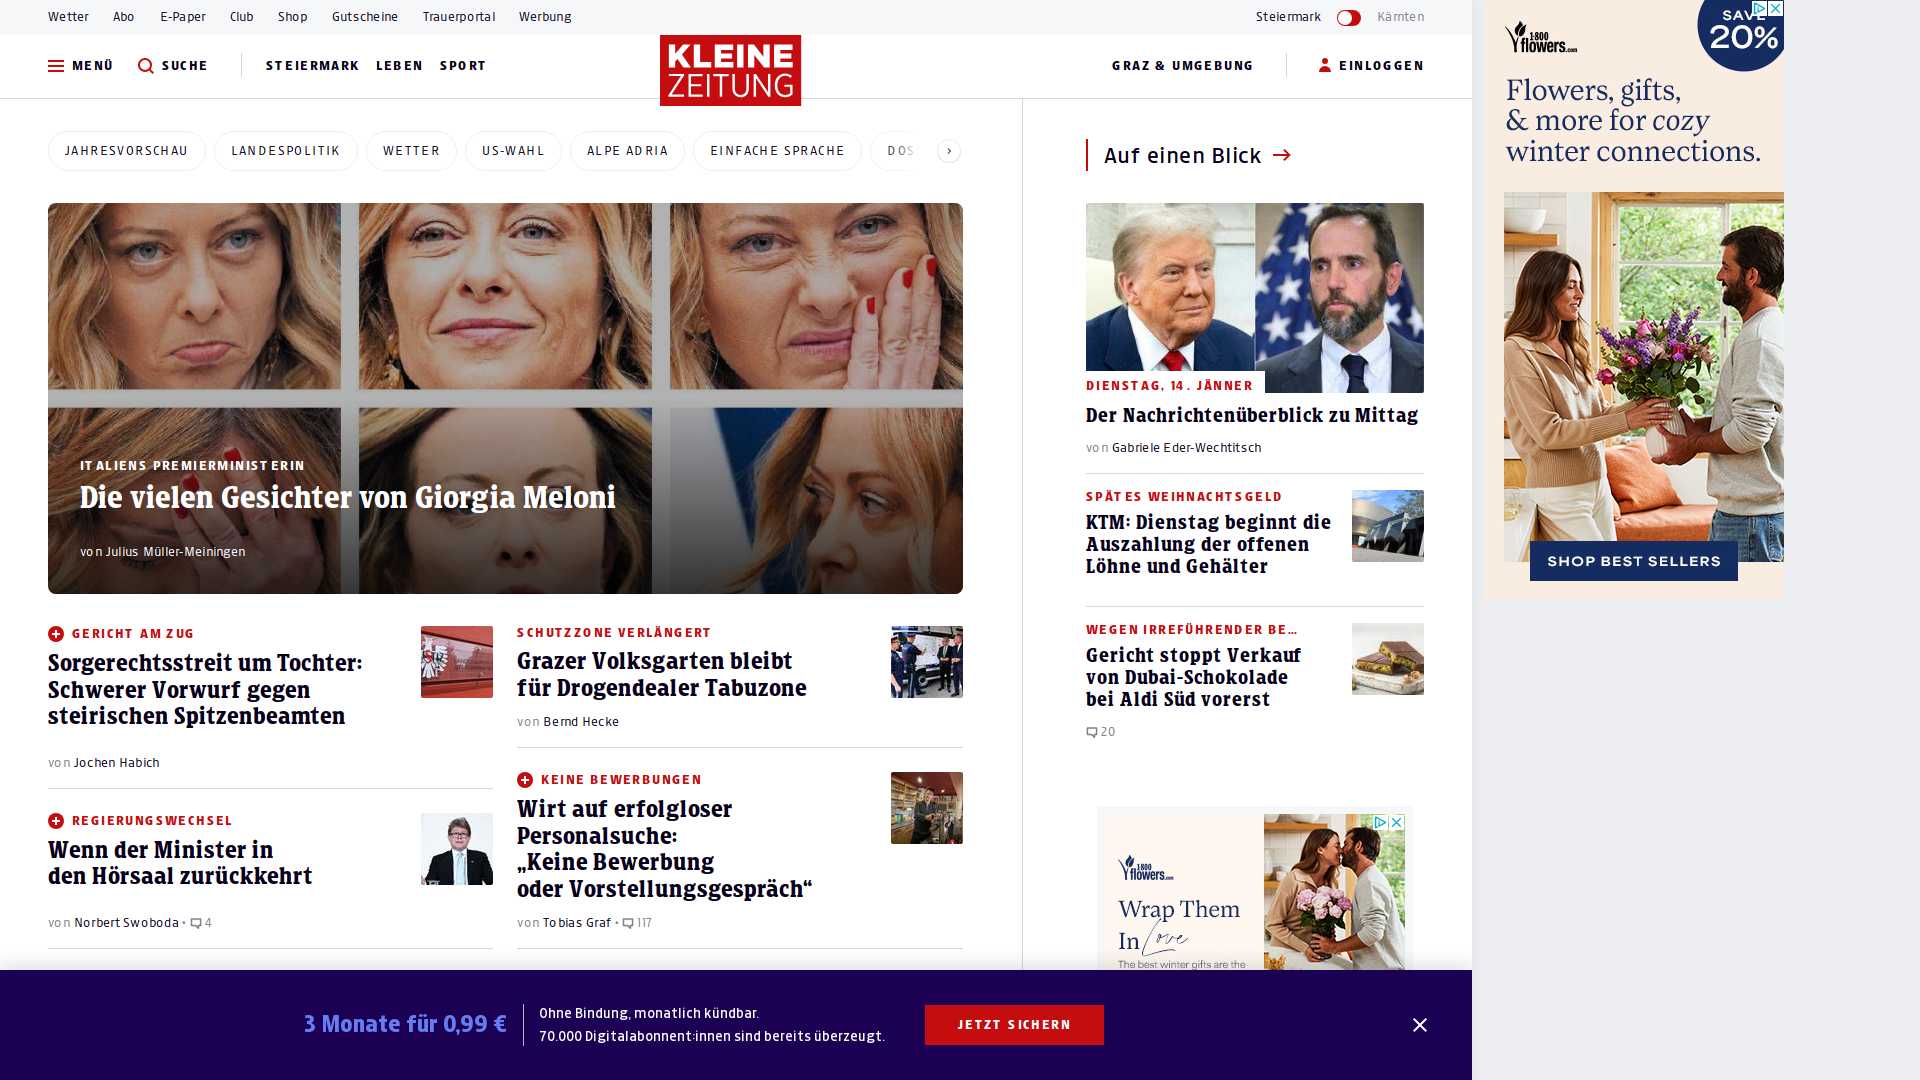 Wetter Abo E-Paper Club Shop Gutscheine Trauerportal Werbung
Steiermark Kärnten
MENÜ SUCHE STEIERMARK LEBEN SPORT
KLEINE
ZEITUNG
GRAZ & UMGEBUNG EINLOGGEN
JAHRESVORSCHAU LANDESPOLITIK WETTER US-WAHL ALPE ADRIA EINFACHE SPRACHE DOS
ITALIENS PREMIERMINISTERIN
Die vielen Gesichter von Giorgia Meloni
von Julius Müller-Meiningen
GERICHT AM ZUG
Sorgerechtsstreit um Tochter:
Schwerer Vorwurf gegen
steirischen Spitzenbeamten
von Jochen Habich
REGIERUNGSWECHSEL
Wenn der Minister in
den Hörsaal zurückkehrt
von Norbert Swoboda • 4
SCHUTZZONE VERLÄNGERT
Grazer Volksgarten bleibt
für Drogendealer Tabuzone
von Bernd Hecke
KEINE BEWERBUNGEN
Wirt auf erfolgloser
Personalsuche:
„Keine Bewerbung
oder Vorstellungsgespräch“
von Tobias Graf • 117
Auf einen Blick
DIENSTAG, 14. JÄNNER
Der Nachrichtenüberblick zu Mittag
von Gabriele Eder-Wechtitsch
SPÄTES WEIHNACHTSGELD
KTM: Dienstag beginnt die
Auszahlung der offenen
Löhne und Gehälter
WEGEN IRREFÜHRENDER BE...
Gericht stoppt Verkauf
von Dubai-Schokolade
bei Aldi Süd vorerst
20
1·800
flowers.com
Wrap Them
In Love
The best winter gifts are the
1·800
flowers.com
SAVE
20%
Flowers, gifts,
& more for cozy
winter connections.
SHOP BEST SELLERS
3 Monate für 0,99 €
Ohne Bindung, monatlich kündbar.
70.000 Digitalabonnent:innen sind bereits überzeugt.
JETZT SICHERN